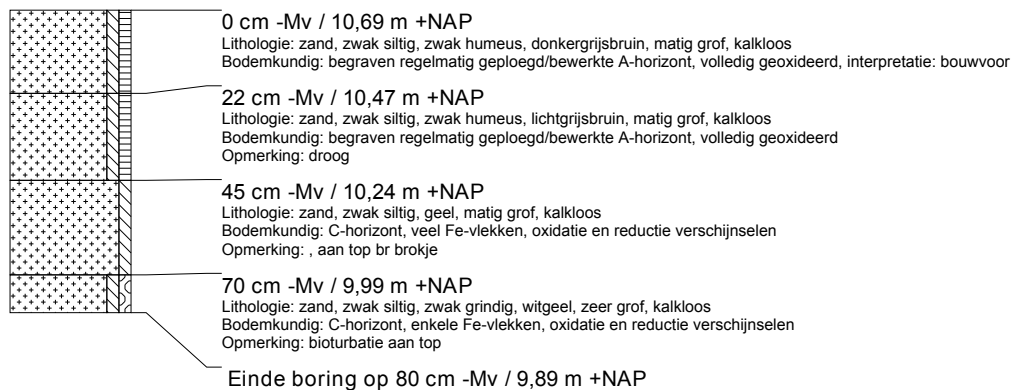 0 cm -Mv / 10,69 m +NAP
Lithologie: zand, zwak siltig, zwak humeus, donkergrijsbruin, matig grof, kalkloos
Bodemkundig: begraven regelmatig geploegd/bewerkte A-horizont, volledig geoxideerd, interpretatie: bouwvoor
22 cm -Mv / 10,47 m +NAP
Lithologie: zand, zwak siltig, zwak humeus, lichtgrijsbruin, matig grof, kalkloos
Bodemkundig: begraven regelmatig geploegd/bewerkte A-horizont, volledig geoxideerd
Opmerking: droog
45 cm -Mv / 10,24 m +NAP
Lithologie: zand, zwak siltig, geel, matig grof, kalkloos
Bodemkundig: C-horizont, veel Fe-vlekken, oxidatie en reductie verschijnselen
Opmerking: , aan top br brokje
70 cm -Mv / 9,99 m +NAP
Lithologie: zand, zwak siltig, zwak grindig, witgeel, zeer grof, kalkloos
Bodemkundig: C-horizont, enkele Fe-vlekken, oxidatie en reductie verschijnselen
Opmerking: bioturbatie aan top
Einde boring op 80 cm -Mv / 9,89 m +NAP